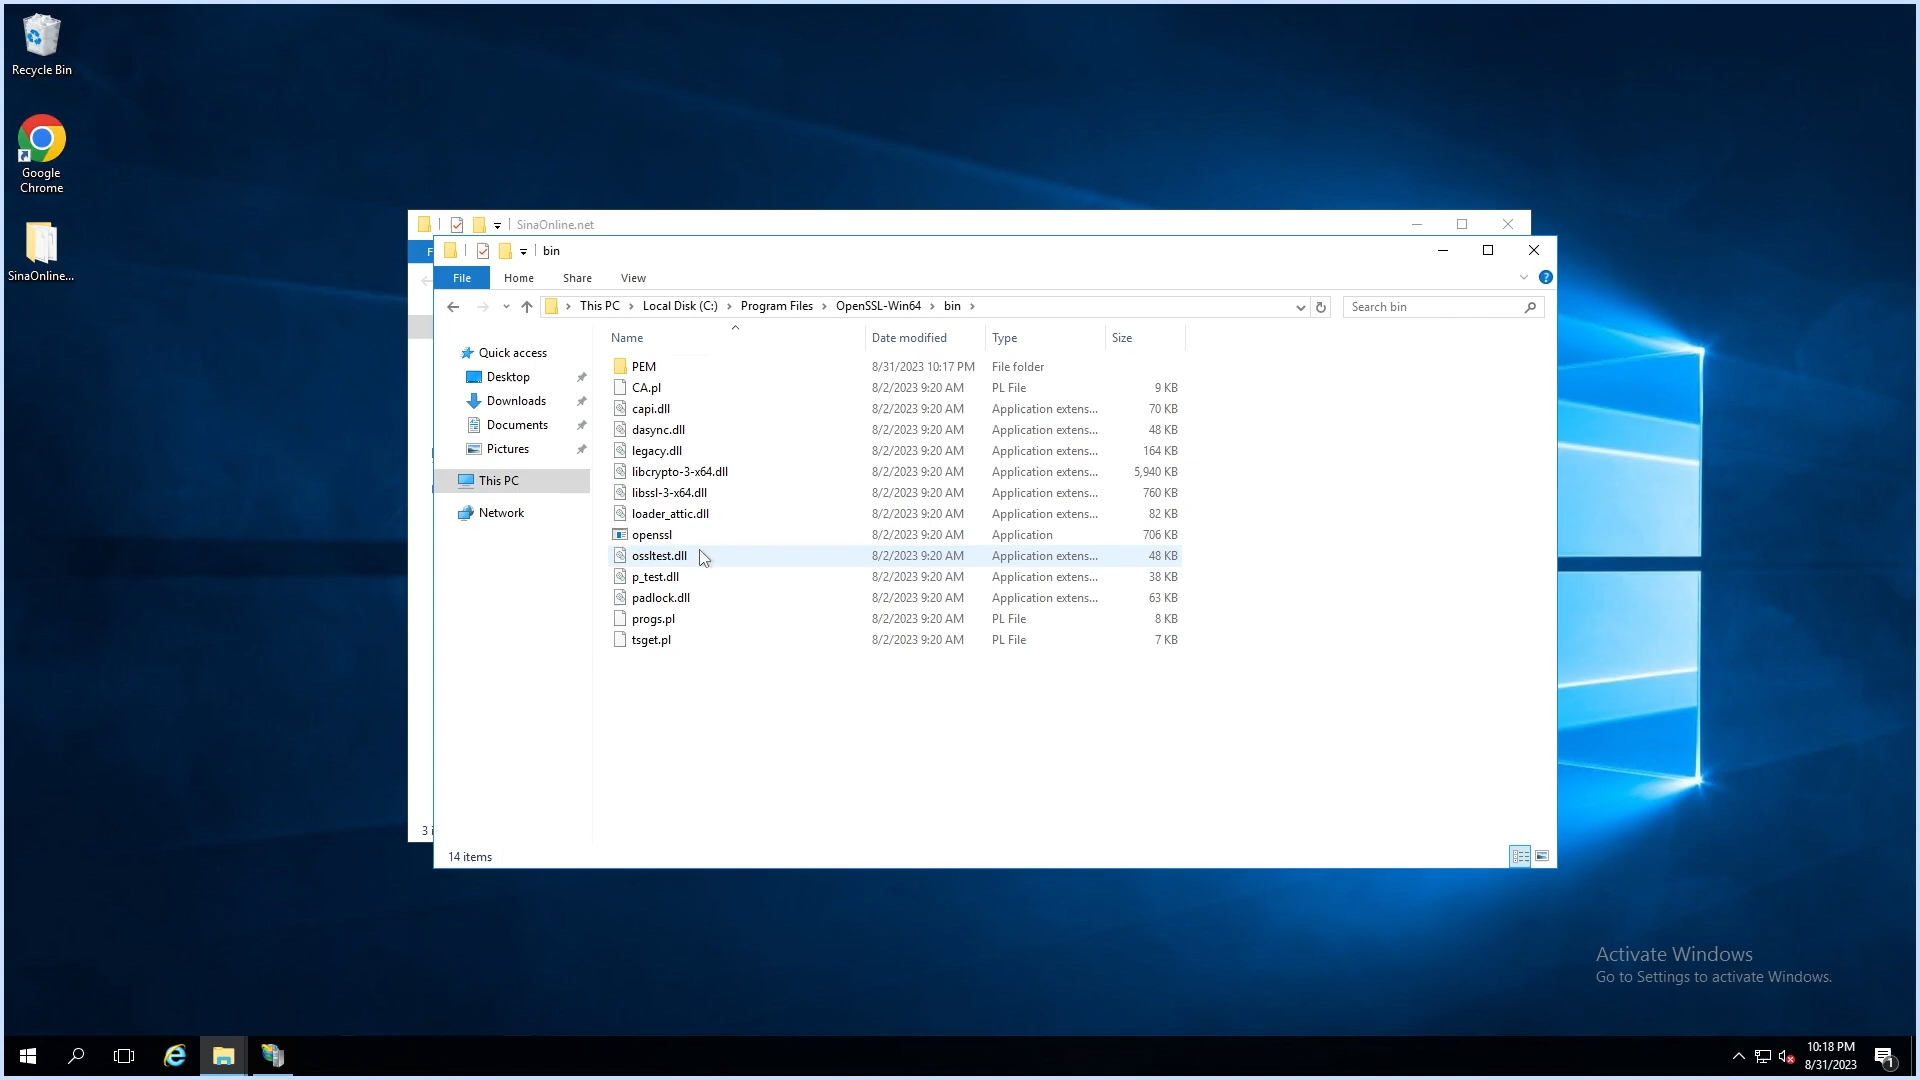 Recycle Bin
Google
Chrome
SinaOnline...
SinaOnline.net
bin
File Home Share View
This PC Local Disk (C:) Program Files OpenSSL-Win64 bin
Search bin
Name Date modified Type Size
Quick access
Desktop
Downloads
Documents
Pictures
This PC
Network
PEM 8/31/2023 10:17 PM File folder
CA.pl 8/2/2023 9:20 AM PL File 9 KB
capi.dll 8/2/2023 9:20 AM Application extens... 70 KB
dasync.dll 8/2/2023 9:20 AM Application extens... 48 KB
legacy.dll 8/2/2023 9:20 AM Application extens... 164 KB
libcrypto-3-x64.dll 8/2/2023 9:20 AM Application extens... 5,940 KB
libssl-3-x64.dll 8/2/2023 9:20 AM Application extens... 760 KB
loader_attic.dll 8/2/2023 9:20 AM Application extens... 82 KB
openssl 8/2/2023 9:20 AM Application 706 KB
ossltest.dll 8/2/2023 9:20 AM Application extens... 48 KB
p_test.dll 8/2/2023 9:20 AM Application extens... 38 KB
padlock.dll 8/2/2023 9:20 AM Application extens... 63 KB
progs.pl 8/2/2023 9:20 AM PL File 8 KB
tsget.pl 8/2/2023 9:20 AM PL File 7 KB
3 i
14 items
Activate Windows
Go to Settings to activate Windows.
10:18 PM
8/31/2023
1